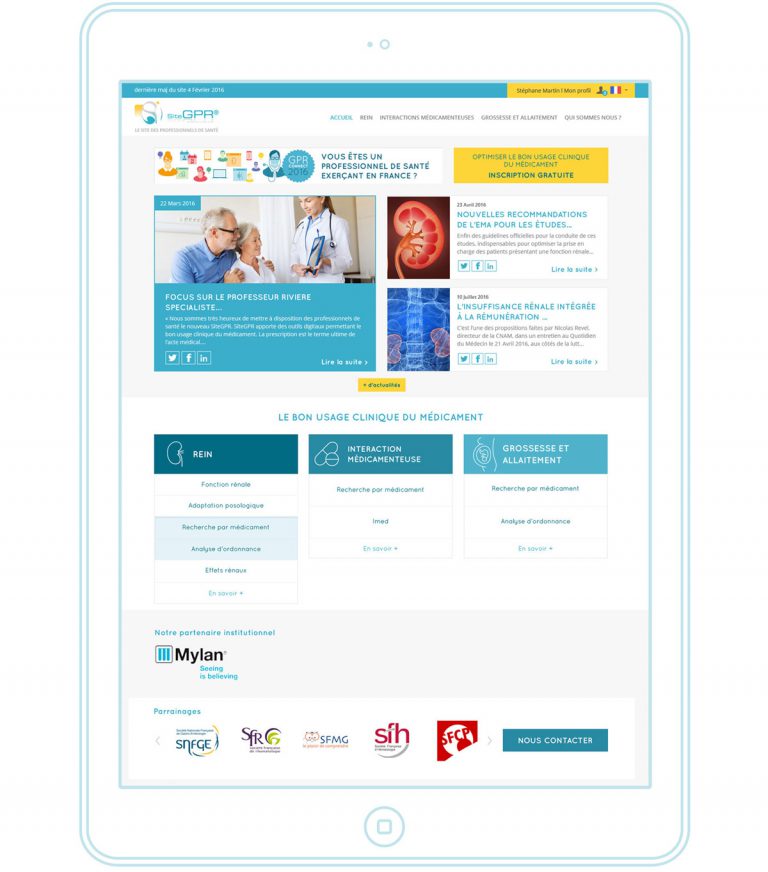 dernière maj du site 4 Février 2016
Stéphane Martin I Mon profil
SiteGPR®
LE SITE DES PROFESSIONNELS DE SANTÉ
ACCUEIL REIN INTERACTIONS MÉDICAMENTEUSES GROSSESSE ET ALLAITEMENT QUI SOMMES NOUS ?
GPR
CONNECT
2016
VOUS ÊTES UN
PROFESSIONNEL DE SANTÉ
EXERÇANT EN FRANCE ?
OPTIMISER LE BON USAGE CLINIQUE
DU MÉDICAMENT
INSCRIPTION GRATUITE
22 Mars 2016
FOCUS SUR LE PROFESSEUR RIVIERE
SPECIALISTE...
« Nous sommes très heureux de mettre à disposition des professionnels de
santé le nouveau SiteGPR. SiteGPR apporte des outils digitaux permettant le
bon usage clinique du médicament. La prescription est le terme ultime de
l'acte médical....
Lire la suite >
23 Avril 2016
NOUVELLES RECOMMANDATIONS
DE L'EMA POUR LES ÉTUDES...
Enfin des guidelines officielles pour la conduite de ces
études, indispensables pour optimiser la prise en
charge des patients présentant une fonction rénale...
Lire la suite >
10 Juillet 2016
L'INSUFFISANCE RÉNALE INTÉGRÉE
À LA RÉMUNÉRATION ...
C'est l'une des propositions faites par Nicolas Revel,
directeur de la CNAM, dans un entretien au Quotidien
du Médecin le 21 Avril 2016, aux côtés de la lutt...
Lire la suite >
+ d'actualités
LE BON USAGE CLINIQUE DU MÉDICAMENT
REIN
Fonction rénale
Adaptation posologique
Recherche par médicament
Analyse d'ordonnance
Effets rénaux
En savoir +
INTERACTION
MÉDICAMENTEUSE
Recherche par médicament
Imed
En savoir +
GROSSESSE ET
ALLAITEMENT
Recherche par médicament
Analyse d'ordonnance
En savoir +
Notre partenaire institutionnel
Mylan®
Seeing
is believing
Parrainages
SNFGE
SFR
Société Française
de Rhumatologie
SFMG
le plaisir de comprendre
sfh
Société Française
d'Hématologie
SFCP
NOUS CONTACTER